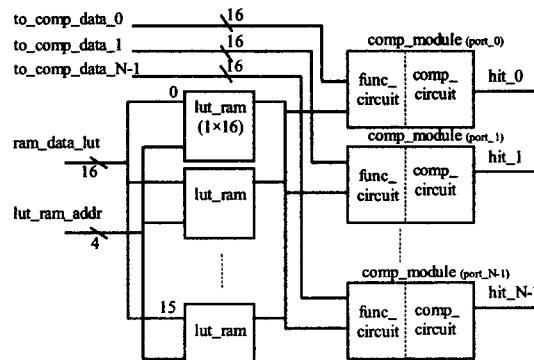 to_comp_data_0
16
to_comp_data_1
16
to_comp_data_N-1
16
comp_module (port_0)
func_
circuit
comp_
circuit
hit_0
0
lut_ram
(1×16)
ram_data_lut
16
comp_module (port_1)
func_
circuit
comp_
circuit
hit_1
lut_ram
lut_ram_addr
4
comp_module (port_N-1)
func_
circuit
comp_
circuit
hit_N-
15
lut_ram